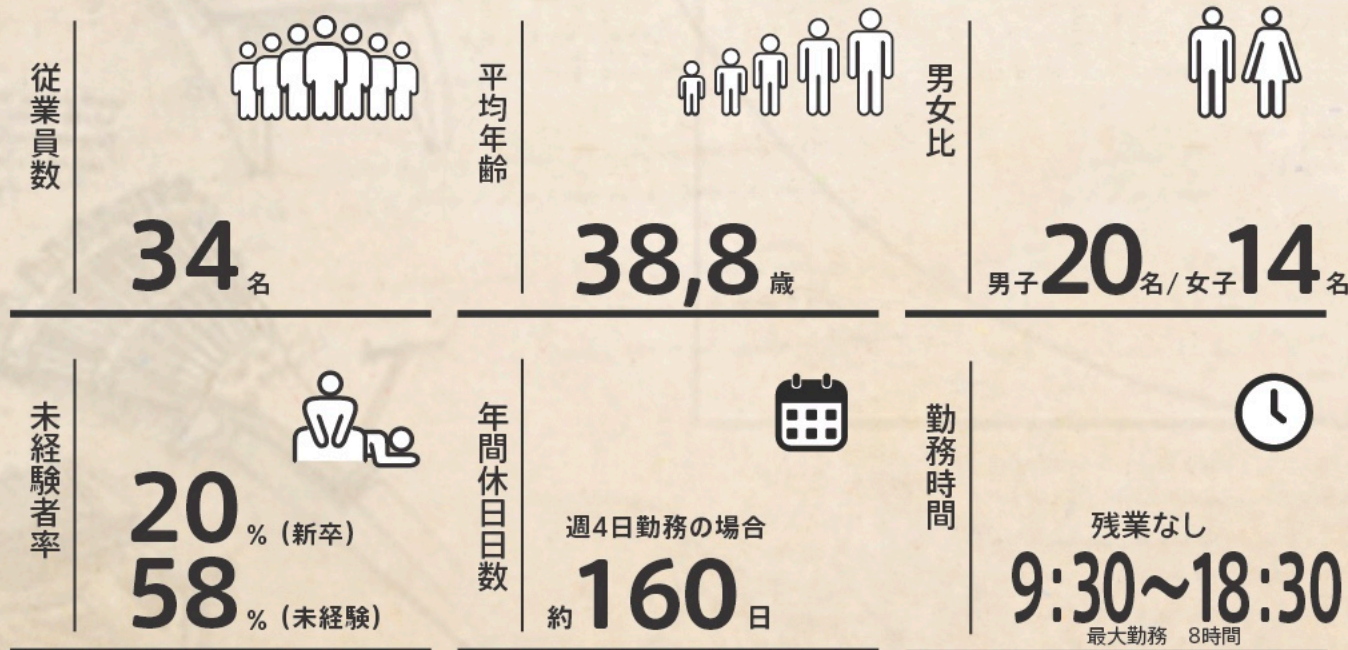 従業員数
34名
平均年齢
38,8歳
男女比
男子20名/女子14名
未経験者率
20%（新卒）
58%（未経験）
年間休日日数
週4日勤務の場合
約160日
勤務時間
残業なし
9:30〜18:30
最大勤務　8時間